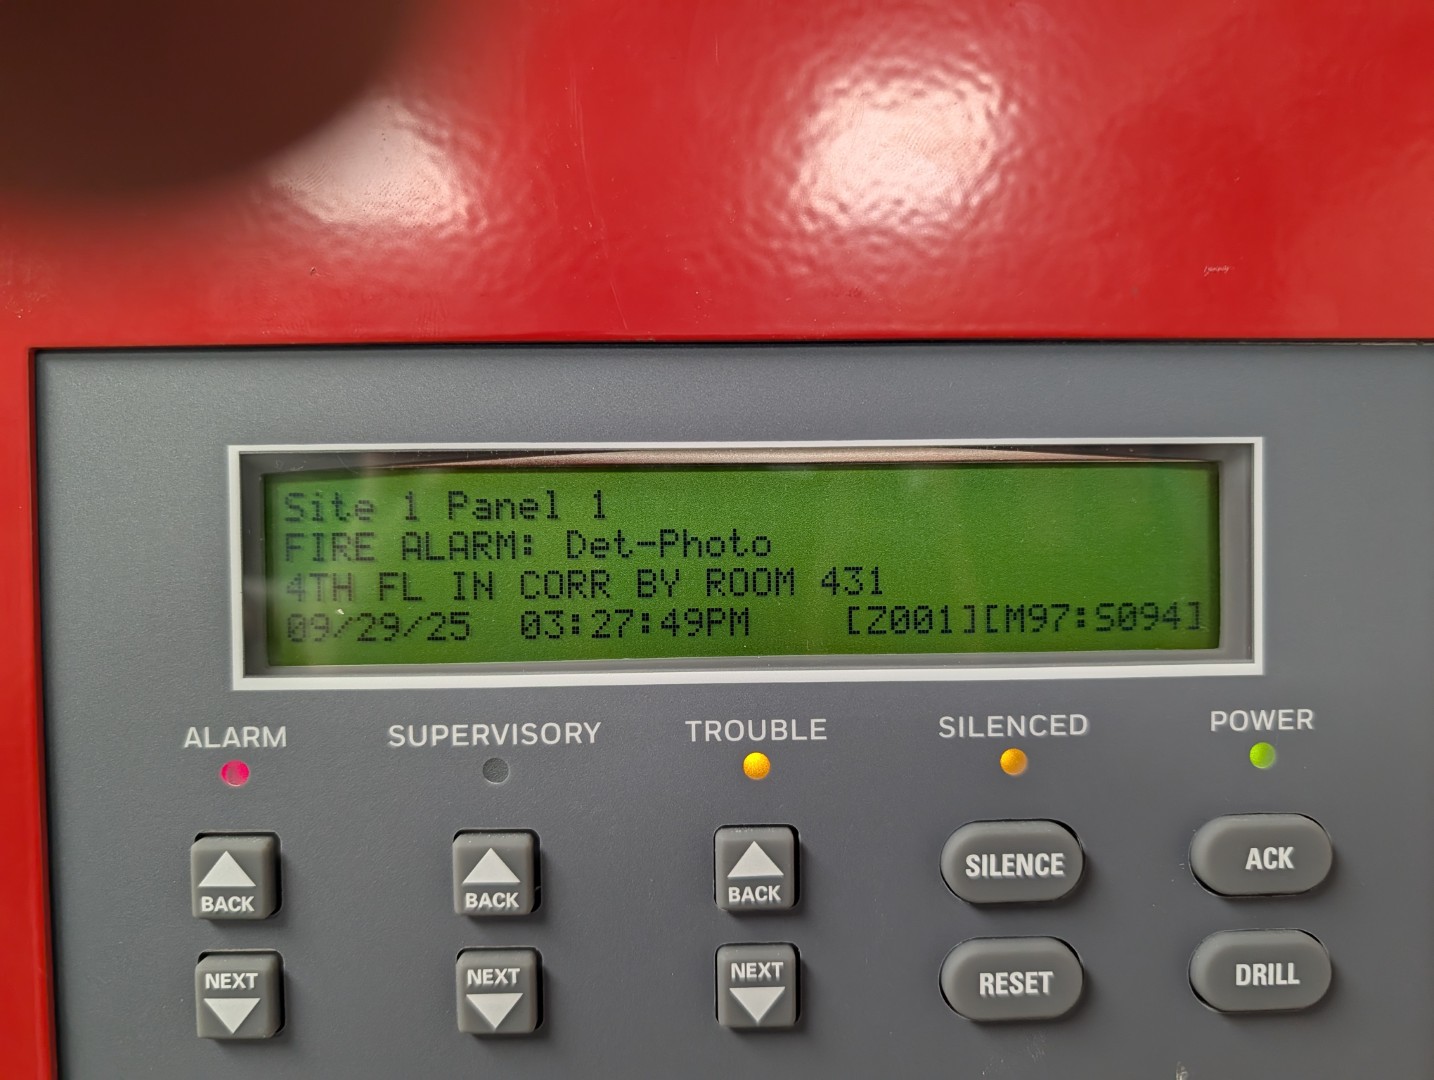 Site 1 Panel 1
FIRE ALARM: Det-Photo
4TH FL IN CORR BY ROOM 431
09/29/25 03:27:49PM [Z001][M97:S094]
ALARM SUPERVISORY TROUBLE SILENCED POWER
BACK BACK BACK SILENCE ACK
NEXT NEXT NEXT RESET DRILL